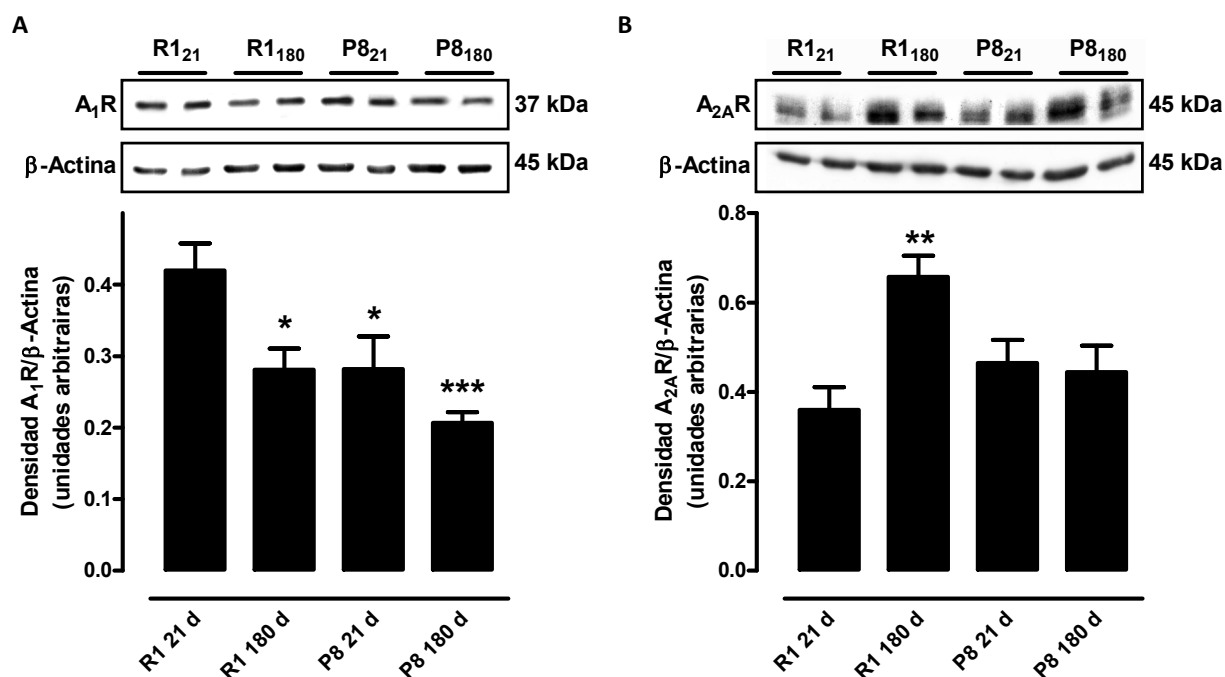 A
R1₂₁ R1₁₈₀ P8₂₁ P8₁₈₀
A₁R 37 kDa
β-Actina 45 kDa
Densidad A₁R/β-Actina
(unidades arbitrairas)
0.4
0.3
0.2
0.1
0.0
* * ***
R1 21 d
R1 180 d
P8 21 d
P8 180 d
B
R1₂₁ R1₁₈₀ P8₂₁ P8₁₈₀
A₂ₐR 45 kDa
β-Actina 45 kDa
Densidad A₂ₐR/β-Actina
(unidades arbitrarias)
0.8
0.6
0.4
0.2
0.0
**
R1 21 d
R1 180 d
P8 21 d
P8 180 d